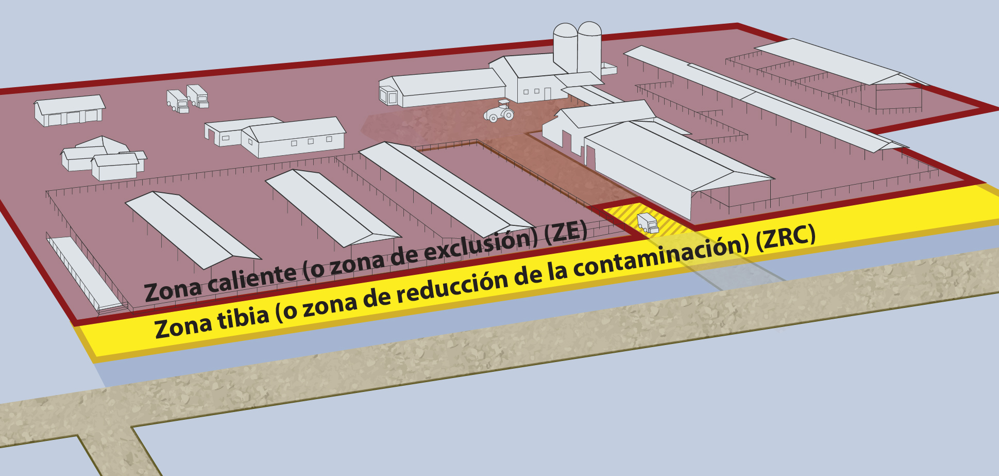 Zona caliente (o zona de exclusión) (ZE)
Zona tibia (o zona de reducción de la contaminación) (ZRC)